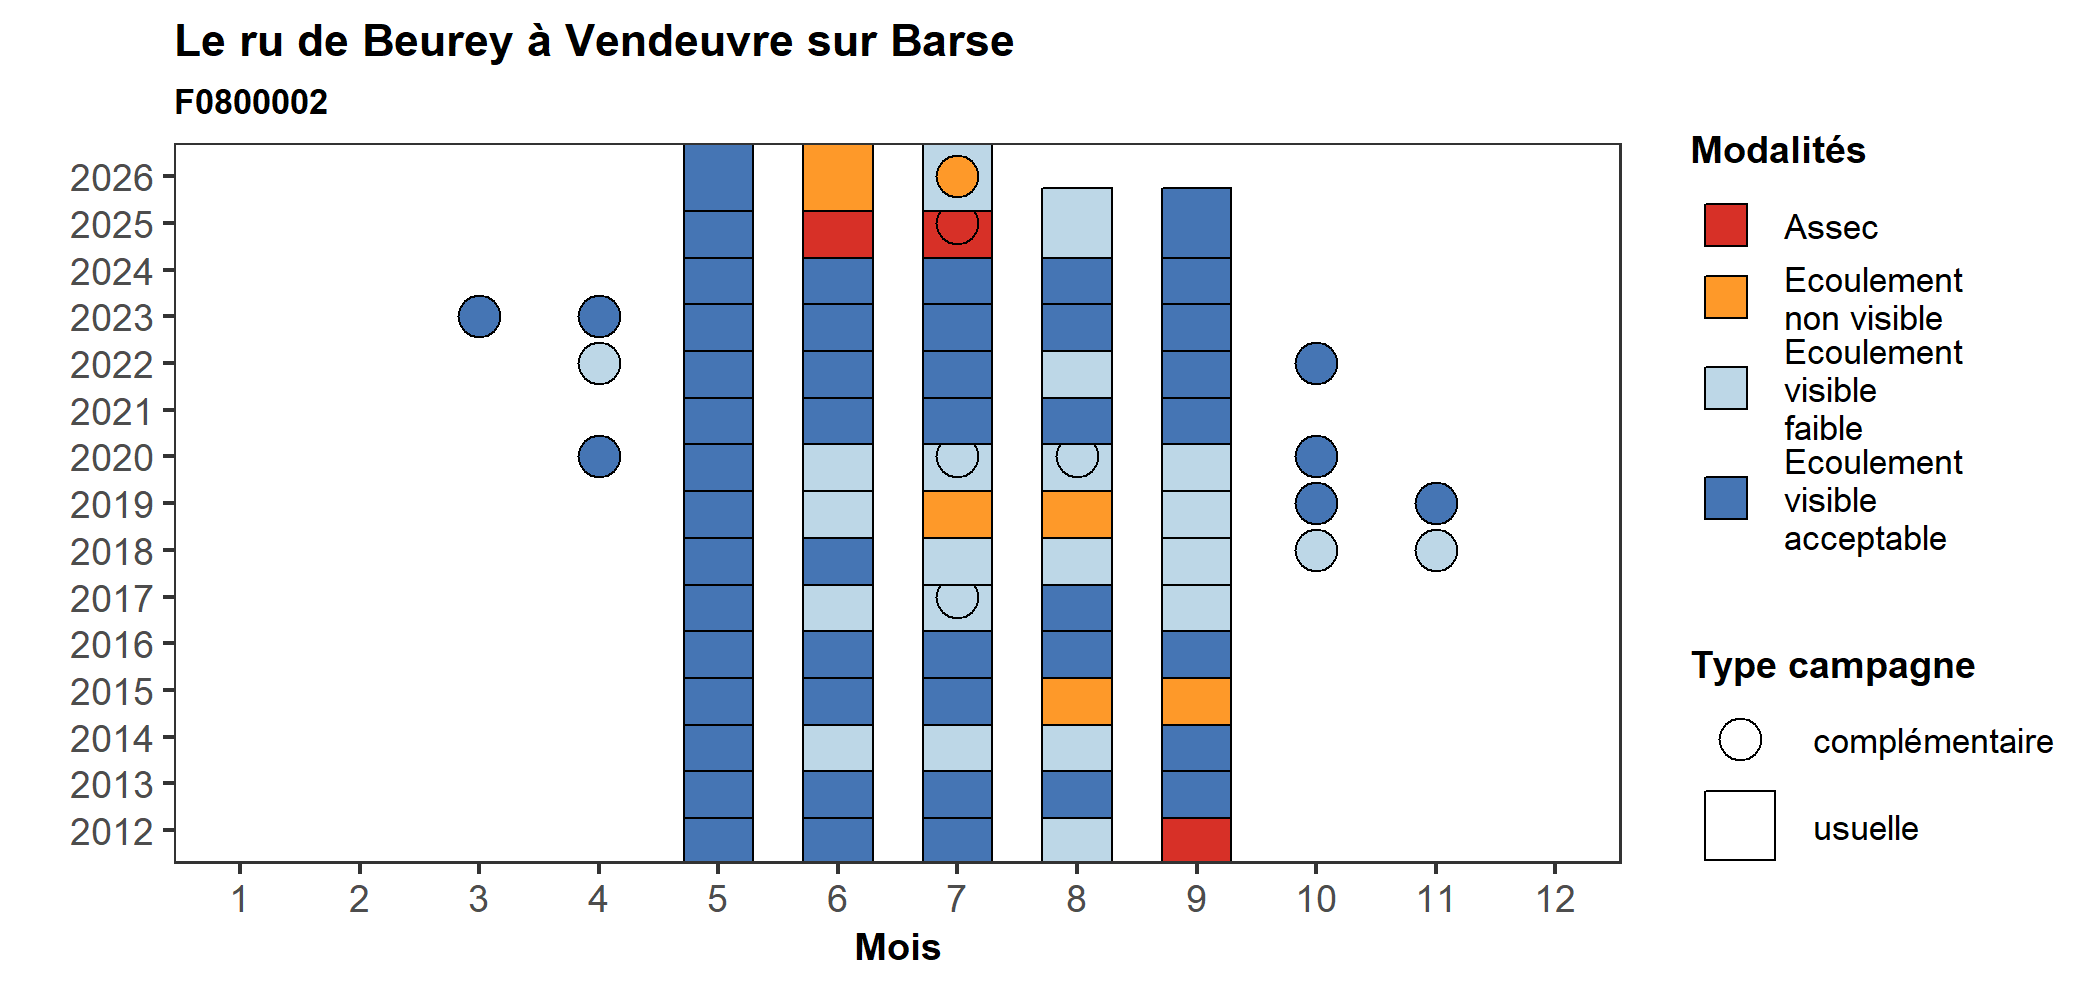 Le ru de Beurey à Vendeuvre sur Barse
F0800002
2026
2025
2024
2023
2022
2021
2020
2019
2018
2017
2016
2015
2014
2013
2012
1 2 3 4 5 6 7 8 9 10 11 12
Mois
Modalités
Assec
Ecoulement
non visible
Ecoulement
visible
faible
Ecoulement
visible
acceptable
Type campagne
complémentaire
usuelle